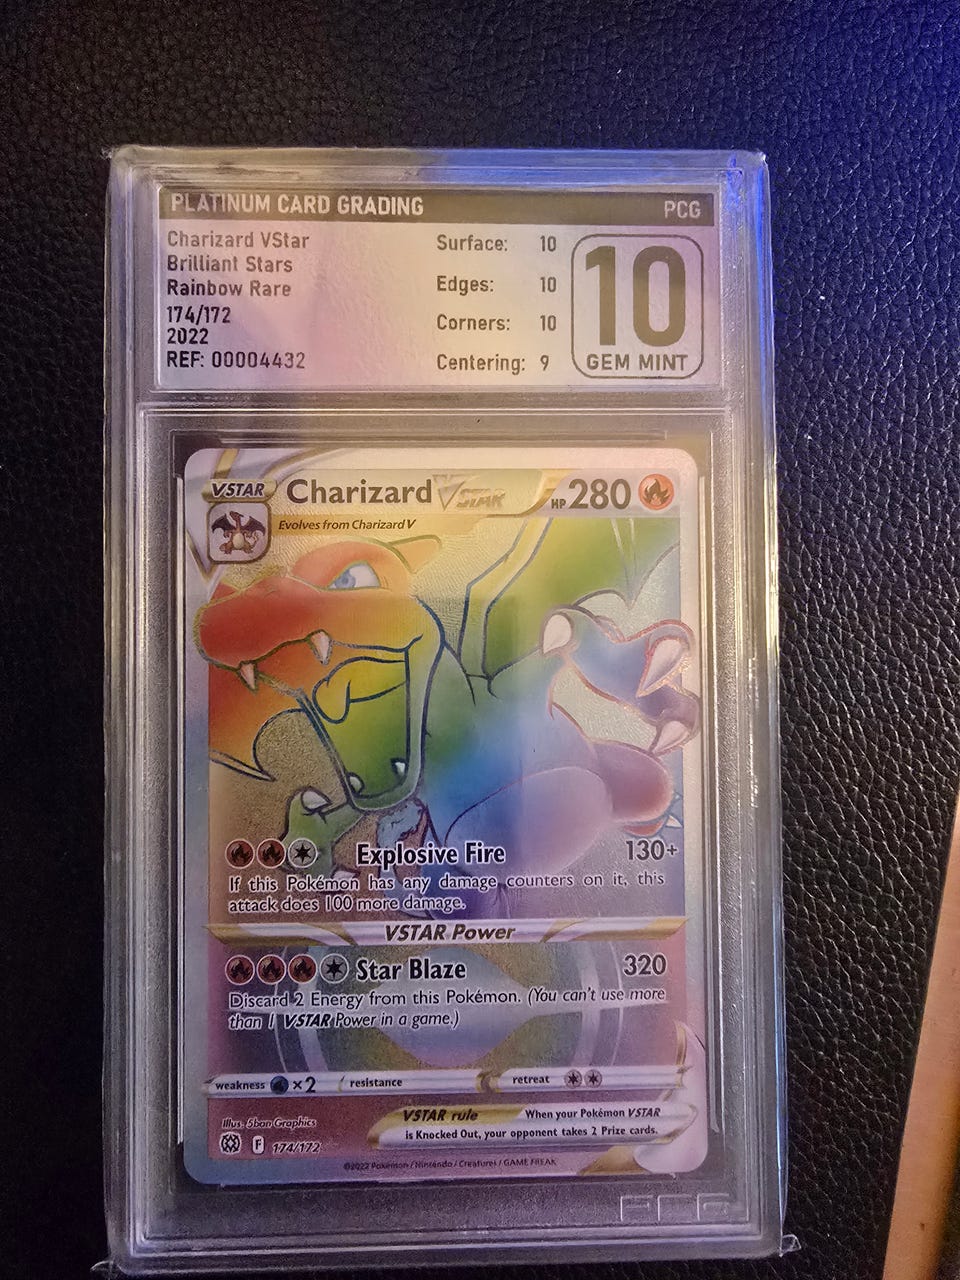 PLATINUM CARD GRADING PCG
Charizard VStar
Brilliant Stars
Rainbow Rare
174/172
2022
REF: 00004432
Surface: 10
Edges: 10
Corners: 10
Centering: 9
10
GEM MINT
VSTAR Charizard VSTAR HP 280
Evolves from Charizard V
Explosive Fire 130+
If this Pokémon has any damage counters on it, this
attack does 100 more damage.
VSTAR Power
Star Blaze 320
Discard 2 Energy from this Pokémon. (You can't use more
than 1 VSTAR Power in a game.)
weakness ×2 resistance retreat
VSTAR rule When your Pokémon VSTAR
is Knocked Out, your opponent takes 2 Prize cards.
Illus. 5ban Graphics
F 174/172
©2022 Pokémon / Nintendo / Creatures / GAME FREAK
PCG